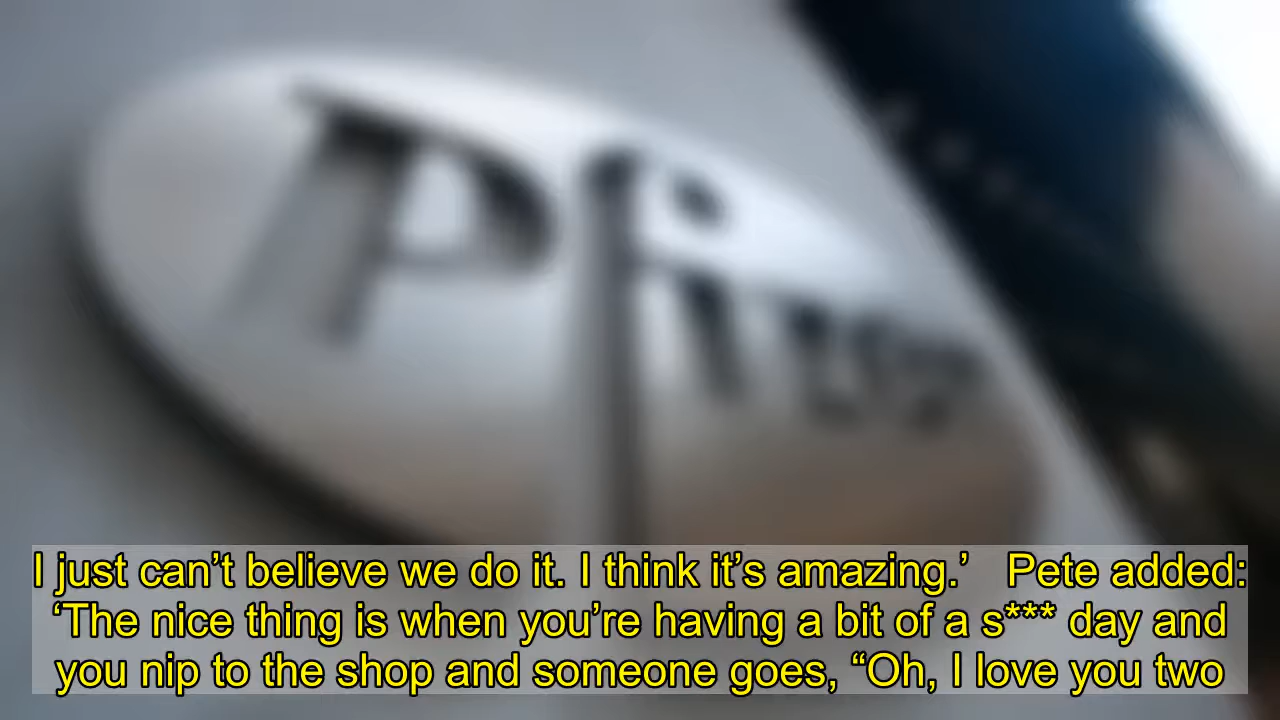 Pfizer
I just can’t believe we do it. I think it’s amazing.’ Pete added:
‘The nice thing is when you’re having a bit of a s*** day and
you nip to the shop and someone goes, “Oh, I love you two